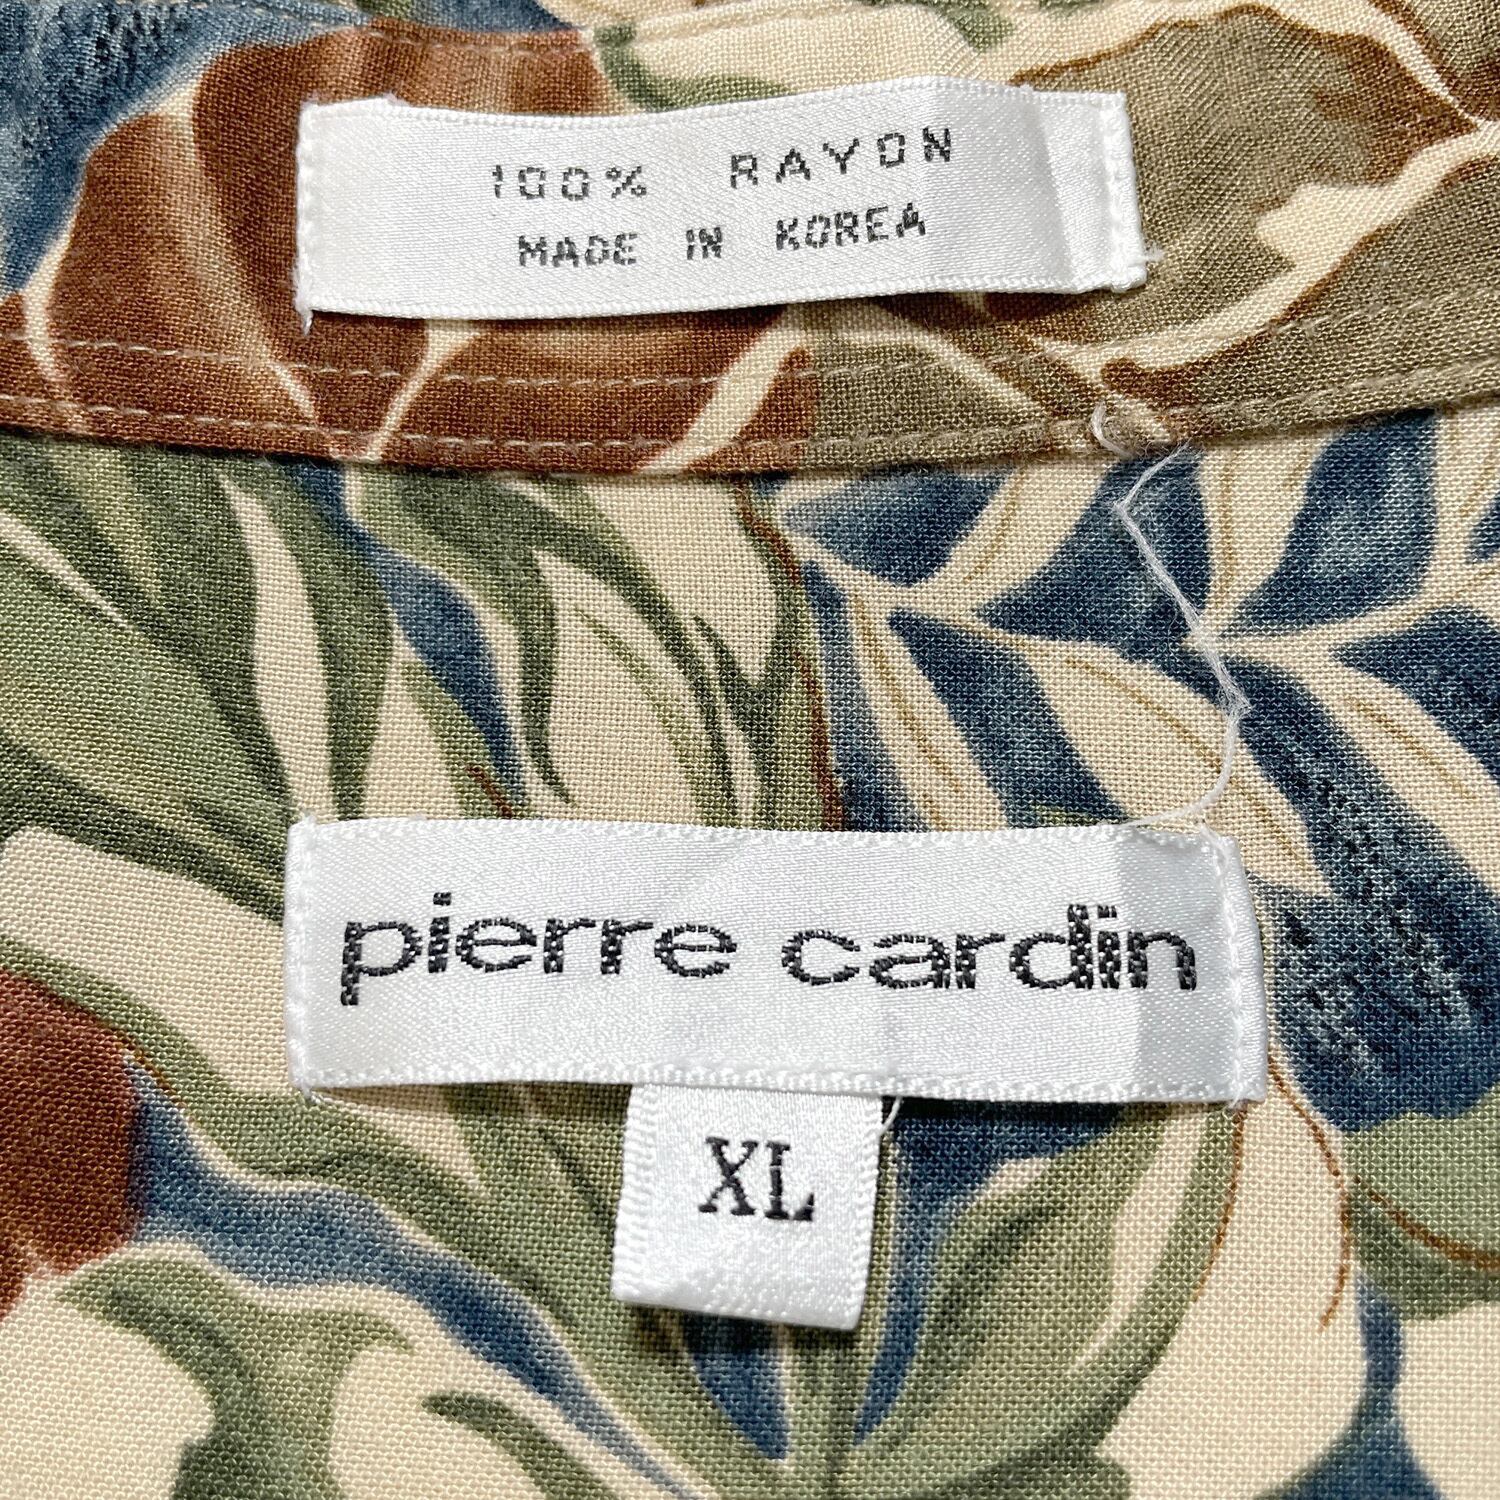 100% RAYON
MADE IN KOREA
pierre cardin
XL